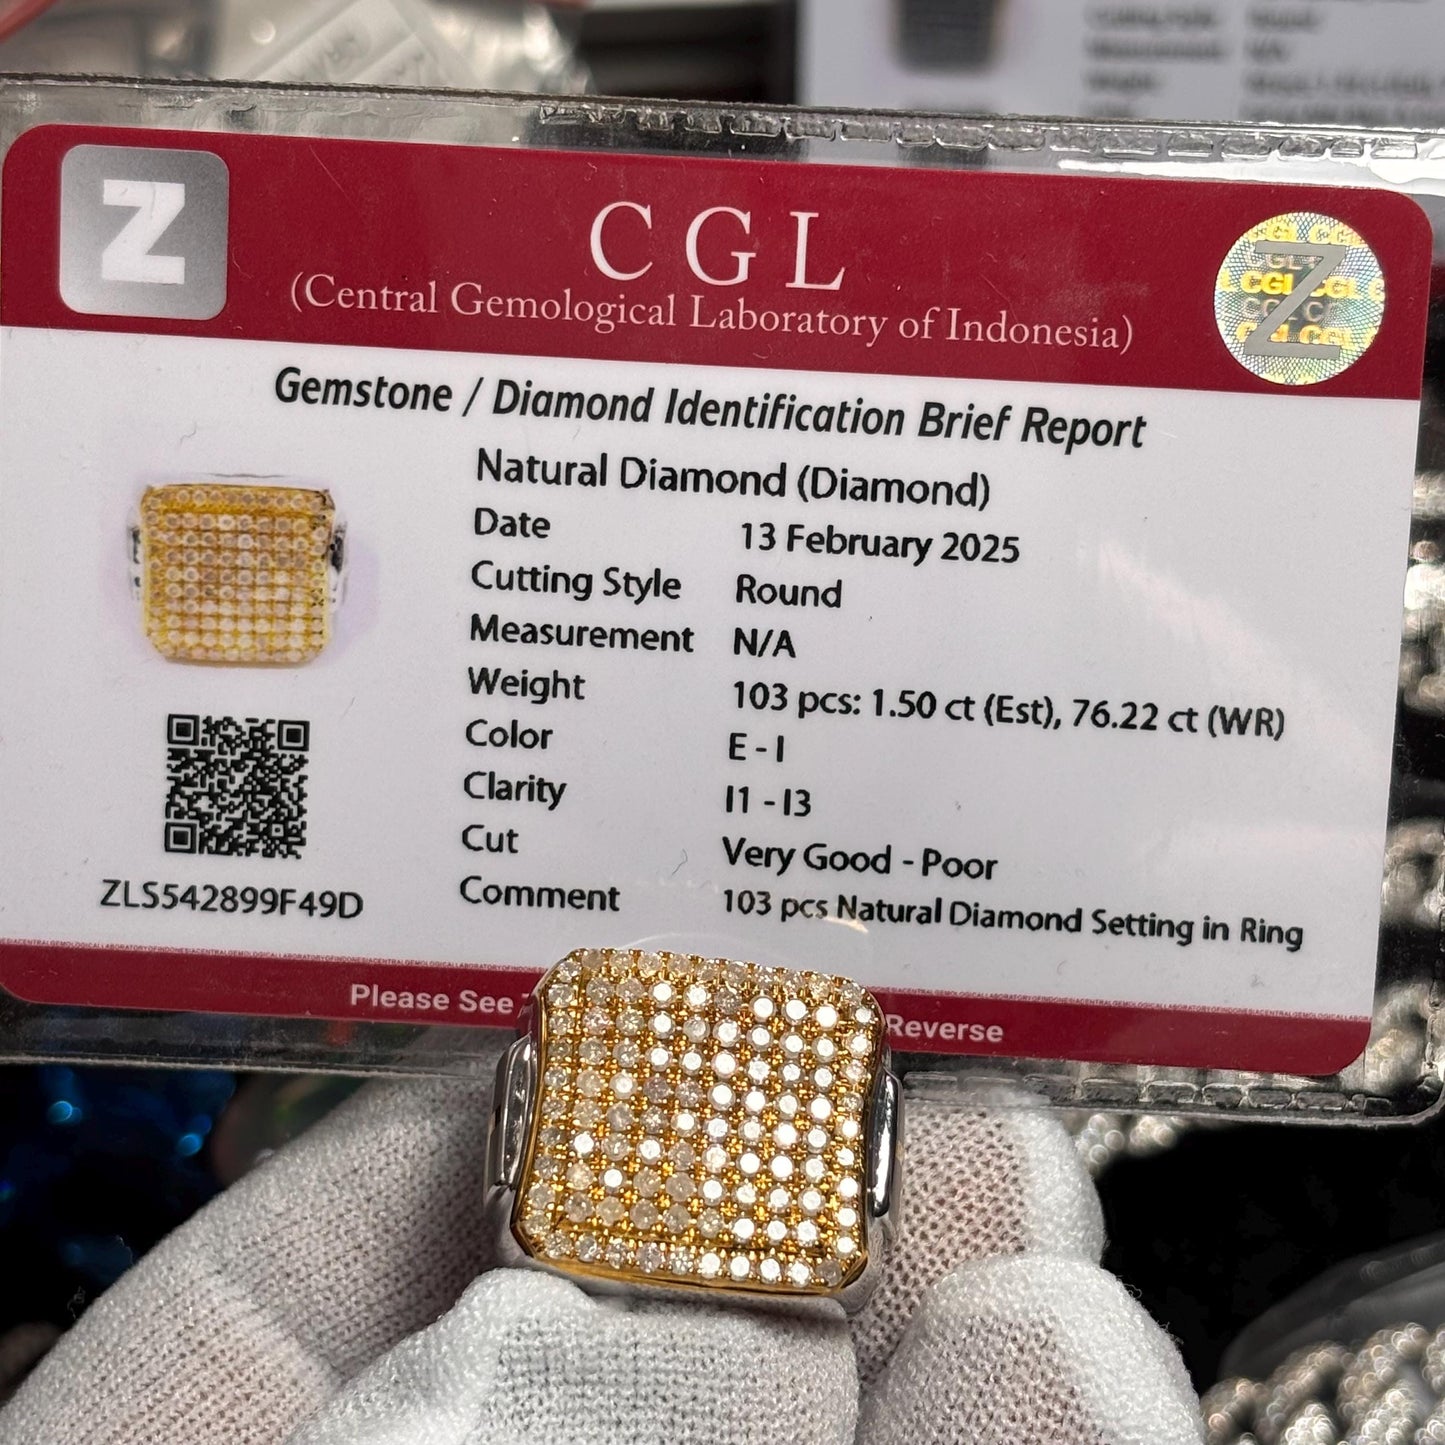 Z
C G L
(Central Gemological Laboratory of Indonesia)
Gemstone / Diamond Identification Brief Report
Natural Diamond (Diamond)
Date 13 February 2025
Cutting Style Round
Measurement N/A
Weight 103 pcs: 1.50 ct (Est), 76.22 ct (WR)
Color E - I
Clarity I1 - I3
Cut Very Good - Poor
Comment 103 pcs Natural Diamond Setting in Ring
ZLS542899F49D
Please See
Reverse